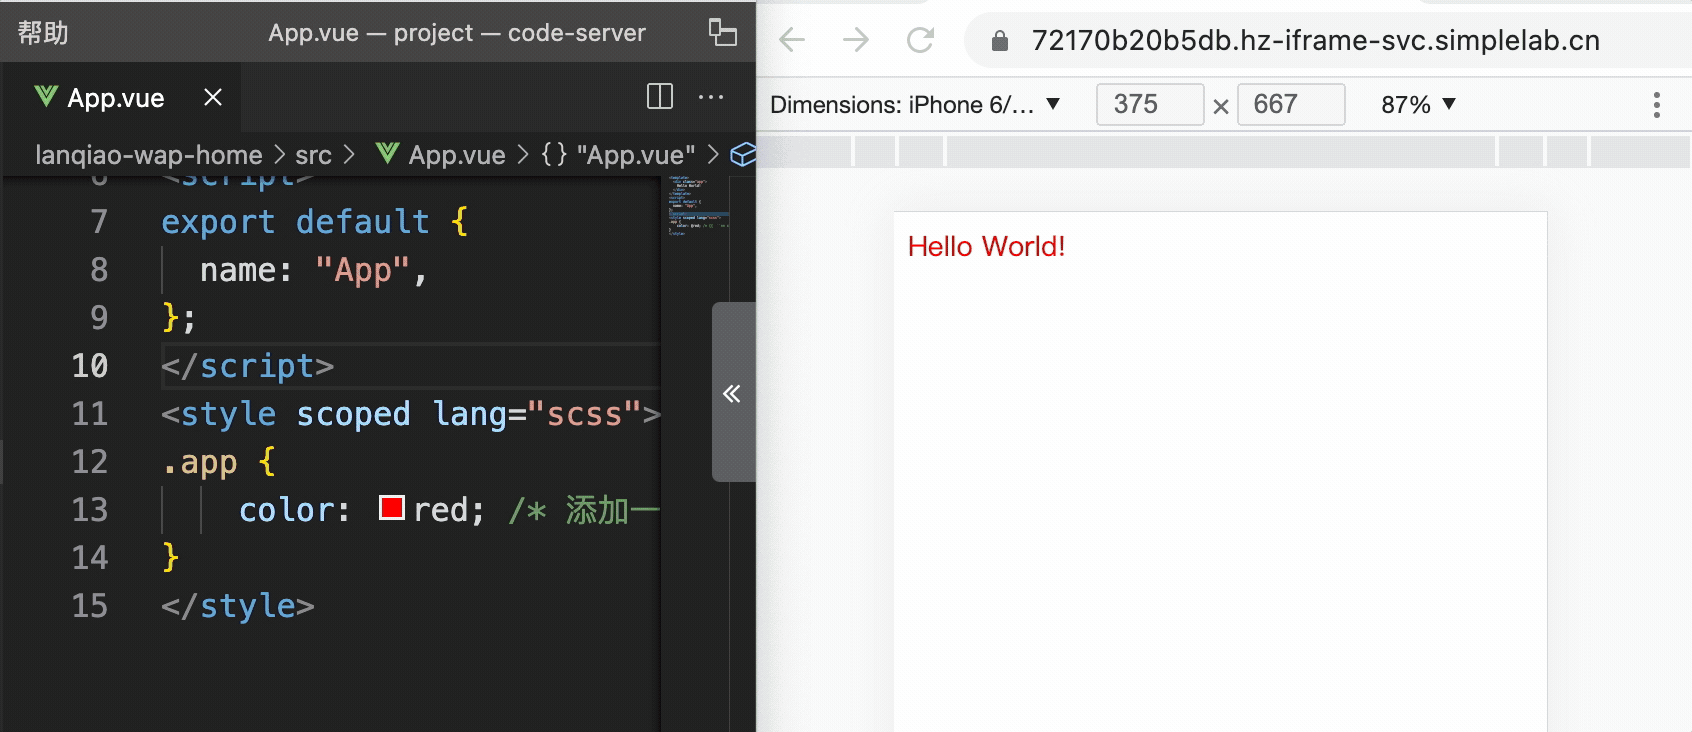 帮助
App.vue — project — code-server
App.vue
lanqiao-wap-home > src > App.vue > {} "App.vue" >
6 <script>
7 export default {
8 name: "App",
9 };
10 </script>
11 <style scoped lang="scss">
12 .app {
13 color: red; /* 添加一
14 }
15 </style>
72170b20b5db.hz-iframe-svc.simplelab.cn
Dimensions: iPhone 6/... ▼ 375 × 667 87% ▼
Hello World!